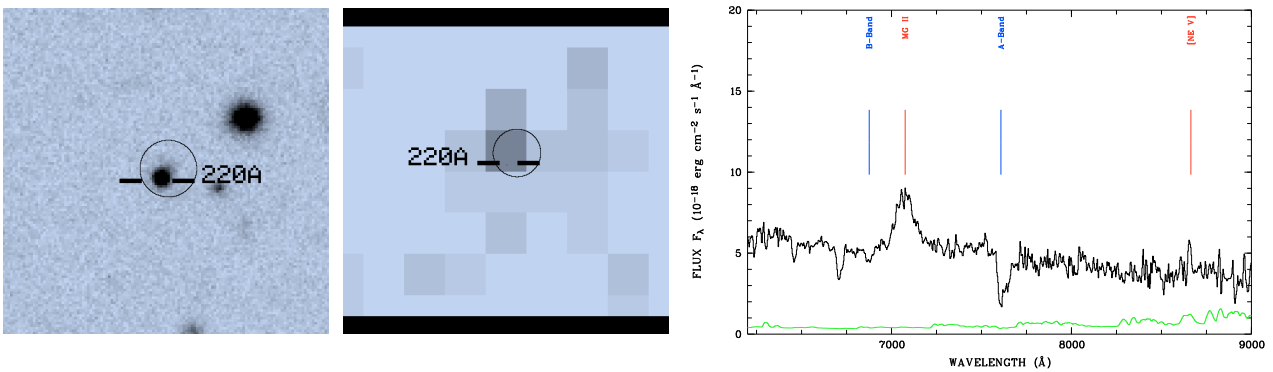 220A
220A
20
15
10
5
0
FLUX Fλ (10⁻¹⁸ erg cm⁻² s⁻¹ Å⁻¹)
B-Band
MG II
A-Band
[NE V]
7000
8000
9000
WAVELENGTH (Å)